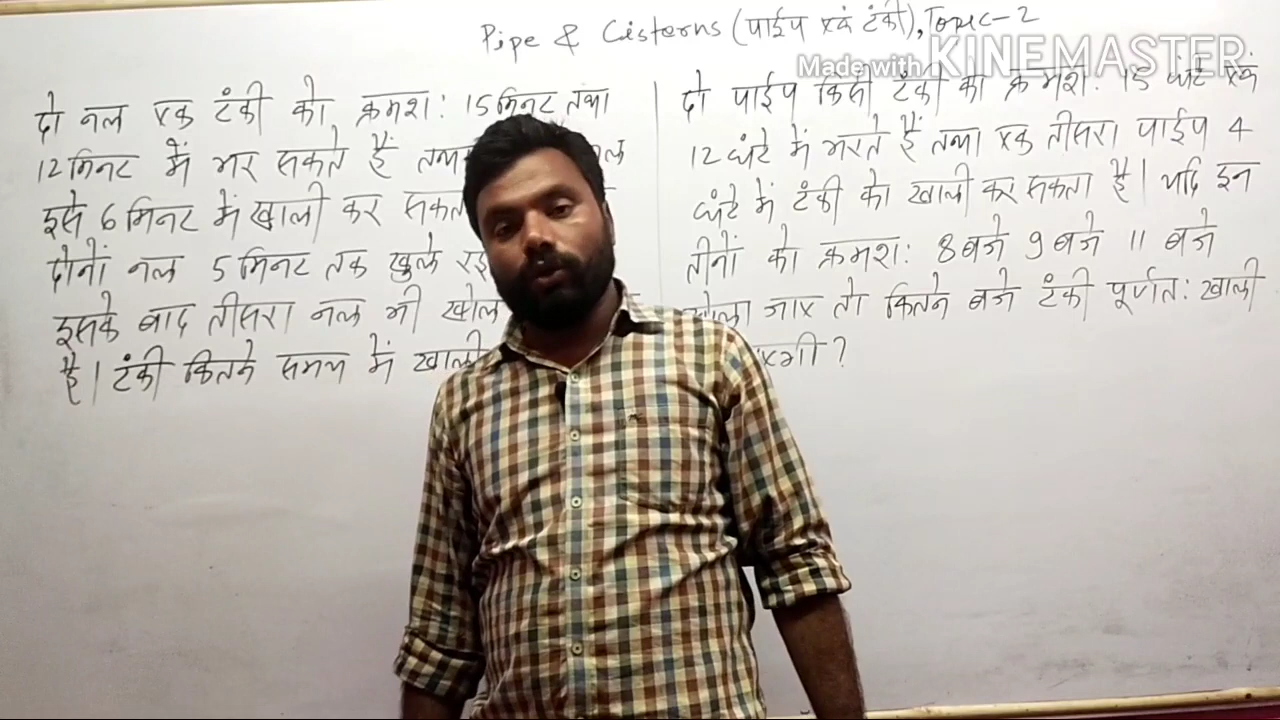 Pipe & Cisterns (पाईप एवं टंकी), Topic-2
Made with KINEMASTER
दो नल एक टंकी को क्रमश: 15 मिनट तथा
12 मिनट में भर सकते हैं
इसे 6 मिनट में खाली कर
दोनों नल 5 मिनट तक खुले
इसके बाद तीसरा नल भी
है। टंकी कितने समय में
दो पाईप किसी टंकी को क्रमश: 15 घंटे एवं
12 घंटे में भरते हैं तथा एक तीसरा पाईप 4
घंटे में टंकी को खाली कर सकता है। यदि इन
तीनों को क्रमश: 8 बजे 9 बजे 11 बजे
जाए तो कितने बजे टंकी पूर्णत: खाली